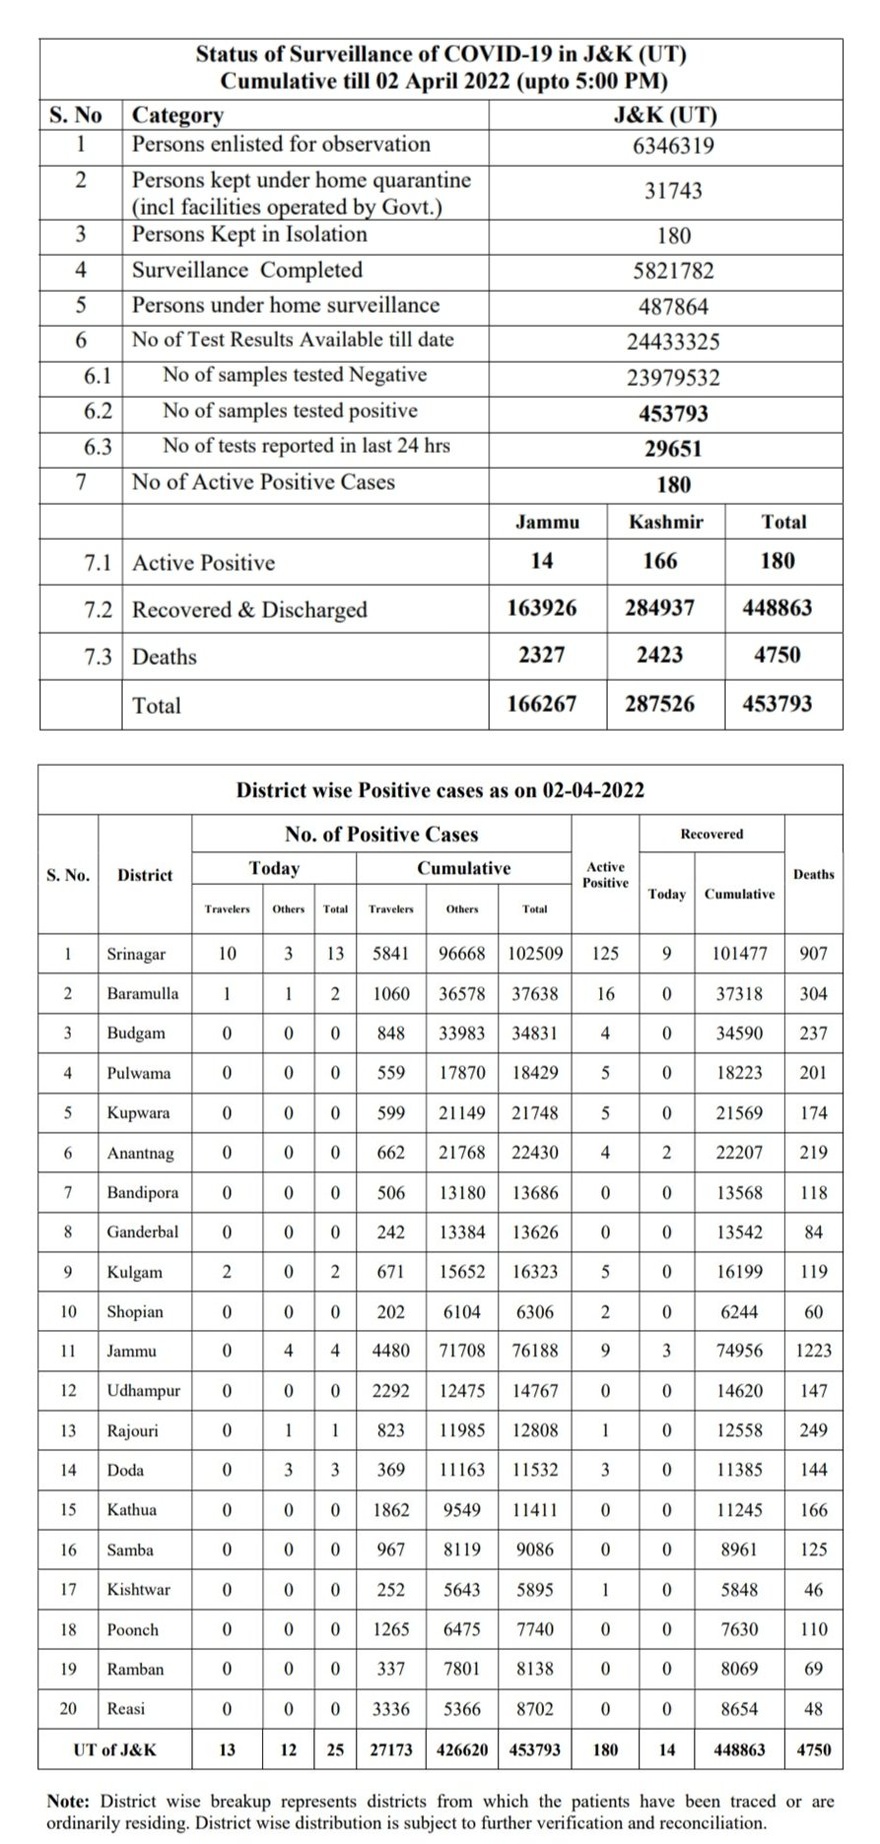 Status of Surveillance of COVID-19 in J&K (UT)
Cumulative till 02 April 2022 (upto 5:00 PM)
S. No Category J&K (UT)
1 Persons enlisted for observation 6346319
2 Persons kept under home quarantine
(incl facilities operated by Govt.) 31743
3 Persons Kept in Isolation 180
4 Surveillance Completed 5821782
5 Persons under home surveillance 487864
6 No of Test Results Available till date 24433325
6.1 No of samples tested Negative 23979532
6.2 No of samples tested positive 453793
6.3 No of tests reported in last 24 hrs 29651
7 No of Active Positive Cases 180
Jammu Kashmir Total
7.1 Active Positive 14 166 180
7.2 Recovered & Discharged 163926 284937 448863
7.3 Deaths 2327 2423 4750
Total 166267 287526 453793
District wise Positive cases as on 02-04-2022
No. of Positive Cases Recovered
S. No. District Today Cumulative Active
Positive Today Cumulative Deaths
Travelers Others Total Travelers Others Total
1 Srinagar 10 3 13 5841 96668 102509 125 9 101477 907
2 Baramulla 1 1 2 1060 36578 37638 16 0 37318 304
3 Budgam 0 0 0 848 33983 34831 4 0 34590 237
4 Pulwama 0 0 0 559 17870 18429 5 0 18223 201
5 Kupwara 0 0 0 599 21149 21748 5 0 21569 174
6 Anantnag 0 0 0 662 21768 22430 4 2 22207 219
7 Bandipora 0 0 0 506 13180 13686 0 0 13568 118
8 Ganderbal 0 0 0 242 13384 13626 0 0 13542 84
9 Kulgam 2 0 2 671 15652 16323 5 0 16199 119
10 Shopian 0 0 0 202 6104 6306 2 0 6244 60
11 Jammu 0 4 4 4480 71708 76188 9 3 74956 1223
12 Udhampur 0 0 0 2292 12475 14767 0 0 14620 147
13 Rajouri 0 1 1 823 11985 12808 1 0 12558 249
14 Doda 0 3 3 369 11163 11532 3 0 11385 144
15 Kathua 0 0 0 1862 9549 11411 0 0 11245 166
16 Samba 0 0 0 967 8119 9086 0 0 8961 125
17 Kishtwar 0 0 0 252 5643 5895 1 0 5848 46
18 Poonch 0 0 0 1265 6475 7740 0 0 7630 110
19 Ramban 0 0 0 337 7801 8138 0 0 8069 69
20 Reasi 0 0 0 3336 5366 8702 0 0 8654 48
UT of J&K 13 12 25 27173 426620 453793 180 14 448863 4750
Note: District wise breakup represents districts from which the patients have been traced or are
ordinarily residing. District wise distribution is subject to further verification and reconciliation.